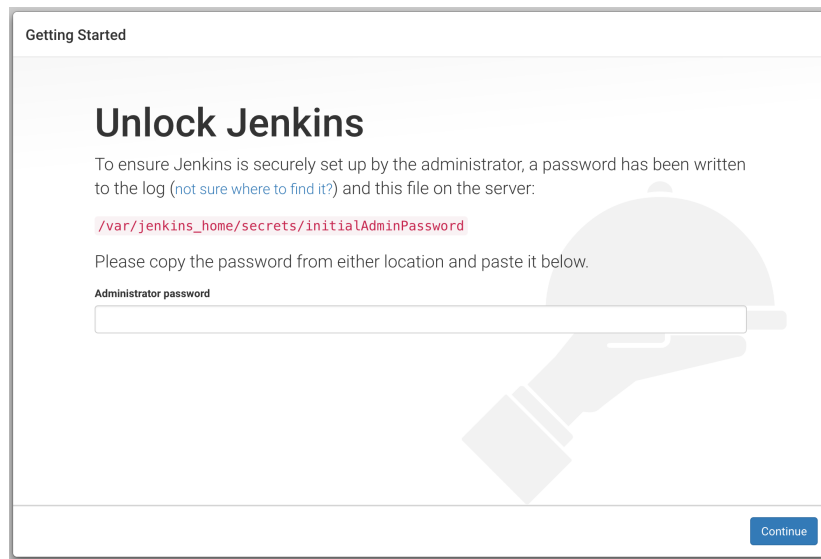 Getting Started
Unlock Jenkins
To ensure Jenkins is securely set up by the administrator, a password has been written
to the log (not sure where to find it?) and this file on the server:
/var/jenkins_home/secrets/initialAdminPassword
Please copy the password from either location and paste it below.
Administrator password
Continue